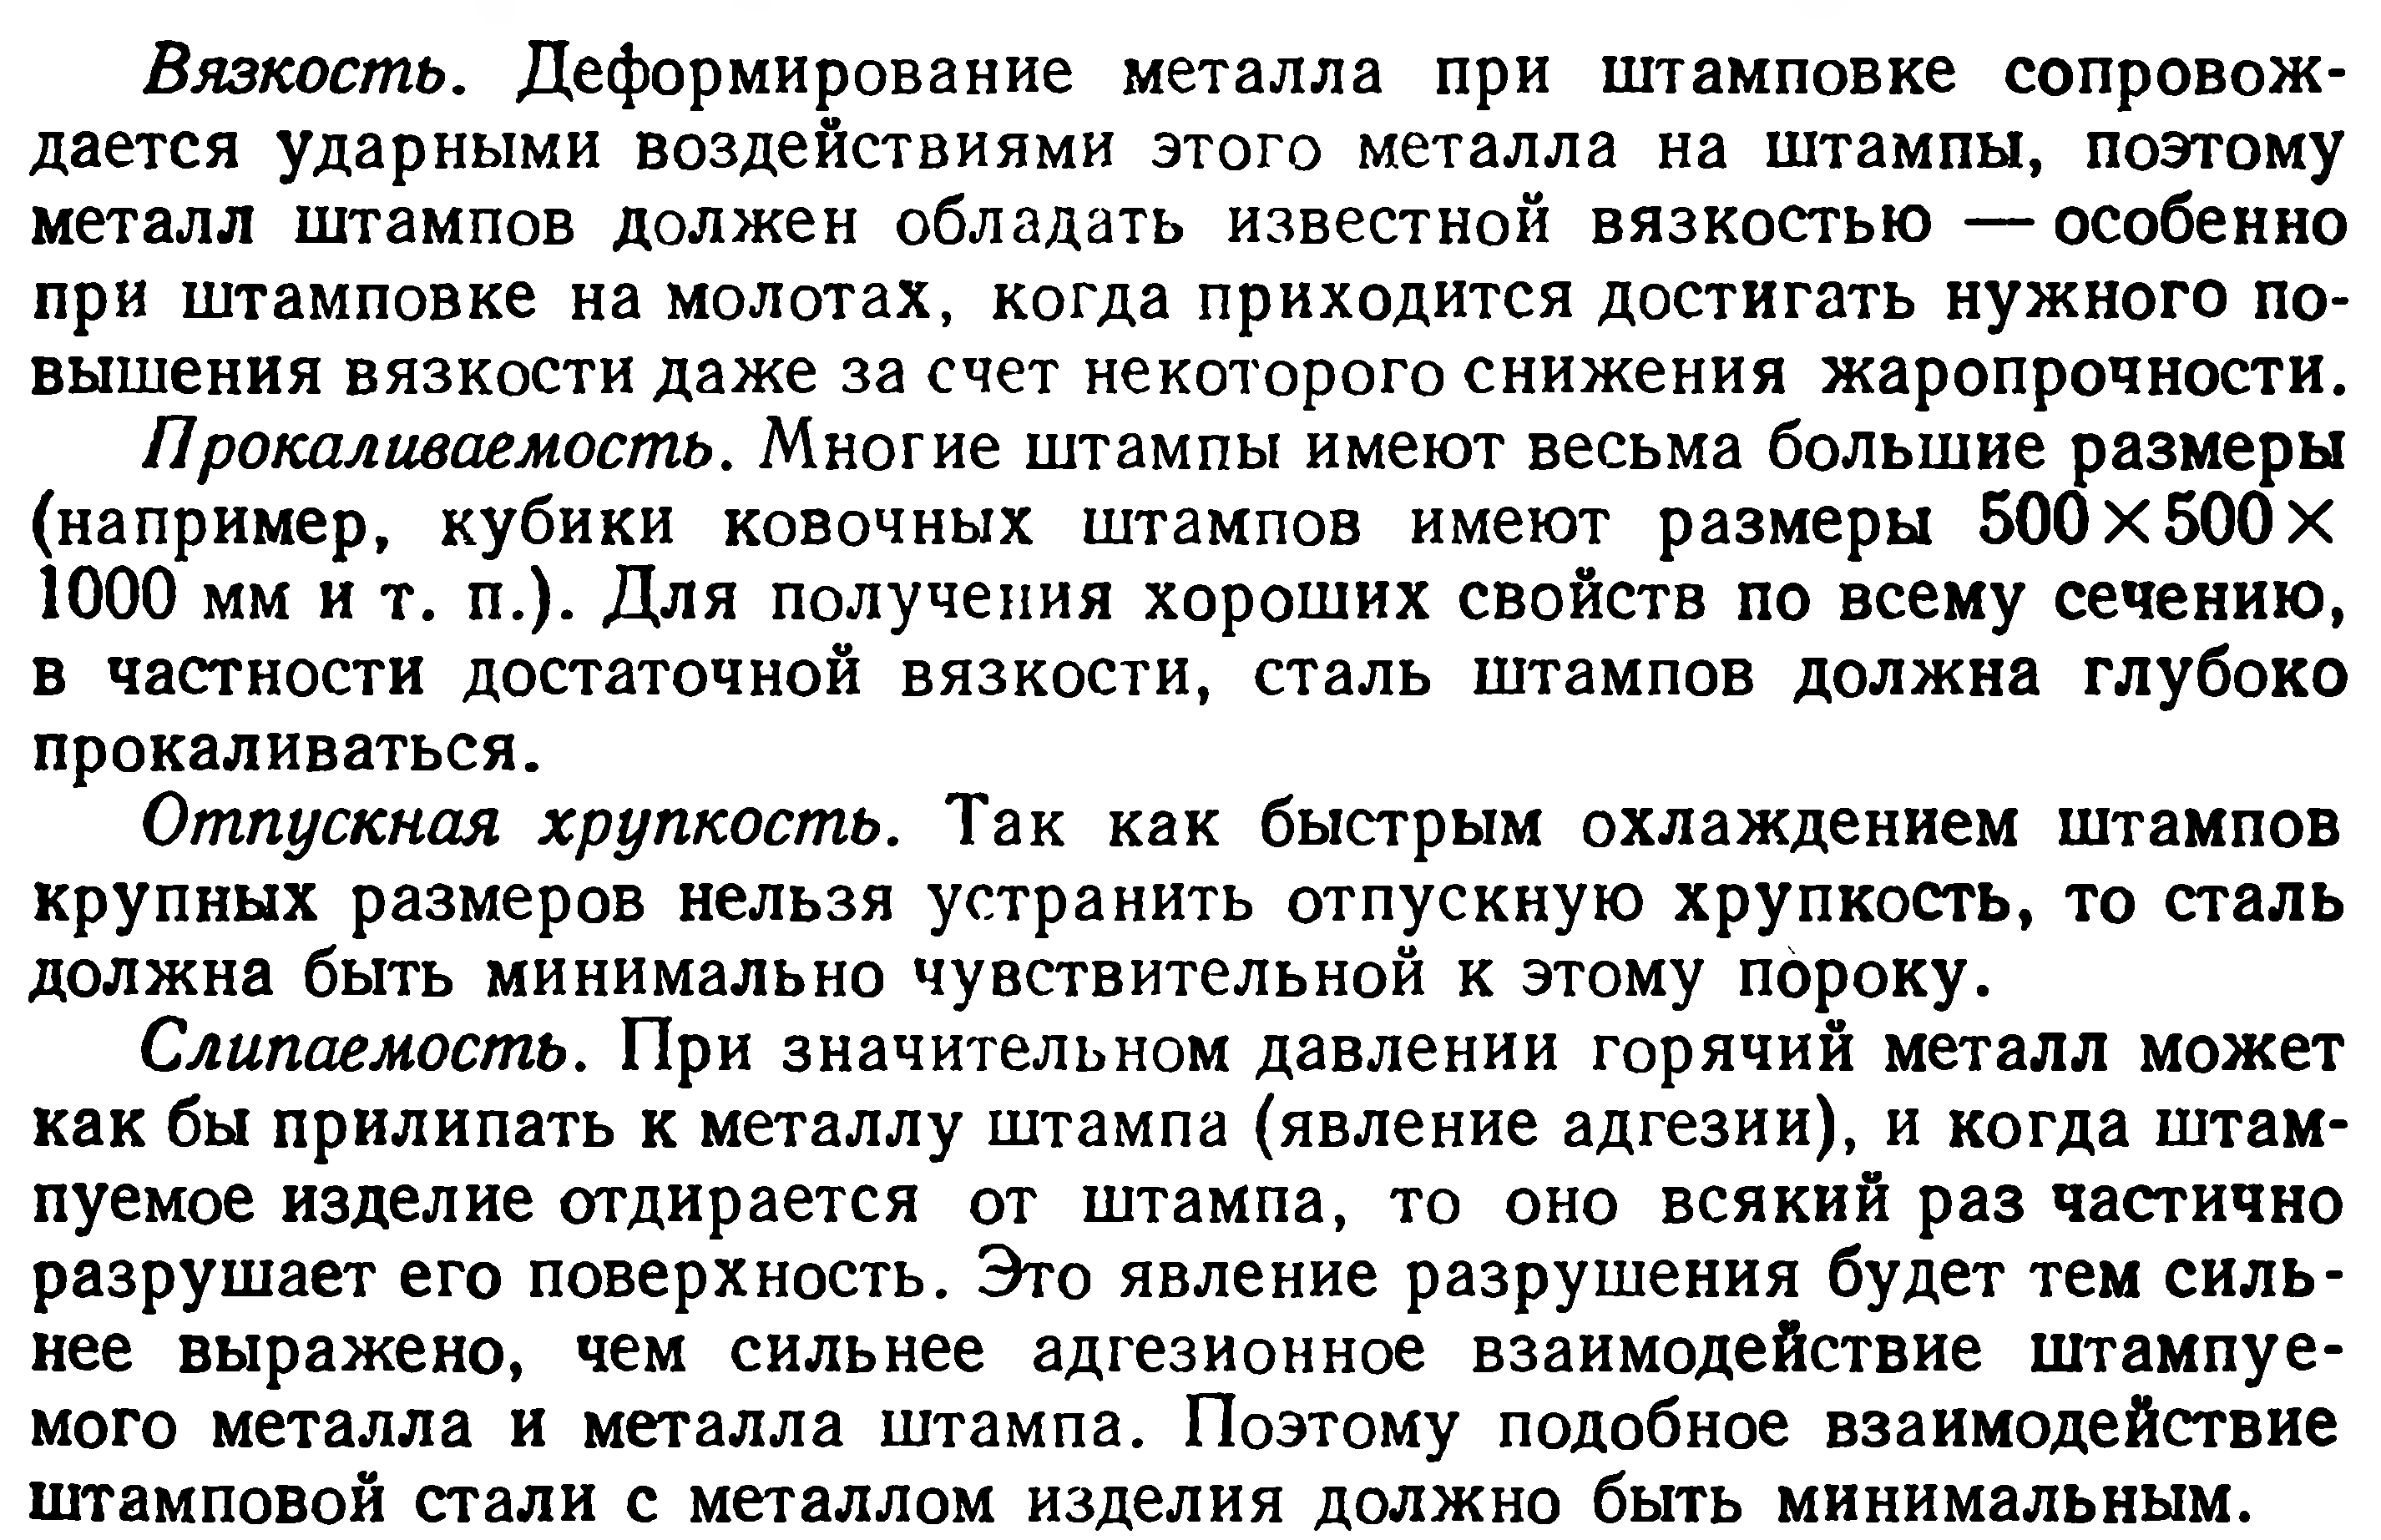 Вязкость. Деформирование металла при штамповке сопровож-
дается ударными воздействиями этого металла на штампы, поэтому
металл штампов должен обладать известной вязкостью — особенно
при штамповке на молотах, когда приходится достигать нужного по-
вышения вязкости даже за счет некоторого снижения жаропрочности.
Прокаливаемость. Многие штампы имеют весьма большие размеры
(например, кубики ковочных штампов имеют размеры 500×500×
1000 мм и т. п.). Для получения хороших свойств по всему сечению,
в частности достаточной вязкости, сталь штампов должна глубоко
прокаливаться.
Отпускная хрупкость. Так как быстрым охлаждением штампов
крупных размеров нельзя устранить отпускную хрупкость, то сталь
должна быть минимально чувствительной к этому пороку.
Слипаемость. При значительном давлении горячий металл может
как бы прилипать к металлу штампа (явление адгезии), и когда штам-
пуемое изделие отдирается от штампа, то оно всякий раз частично
разрушает его поверхность. Это явление разрушения будет тем силь-
нее выражено, чем сильнее адгезионное взаимодействие штампуе-
мого металла и металла штампа. Поэтому подобное взаимодействие
штамповой стали с металлом изделия должно быть минимальным.